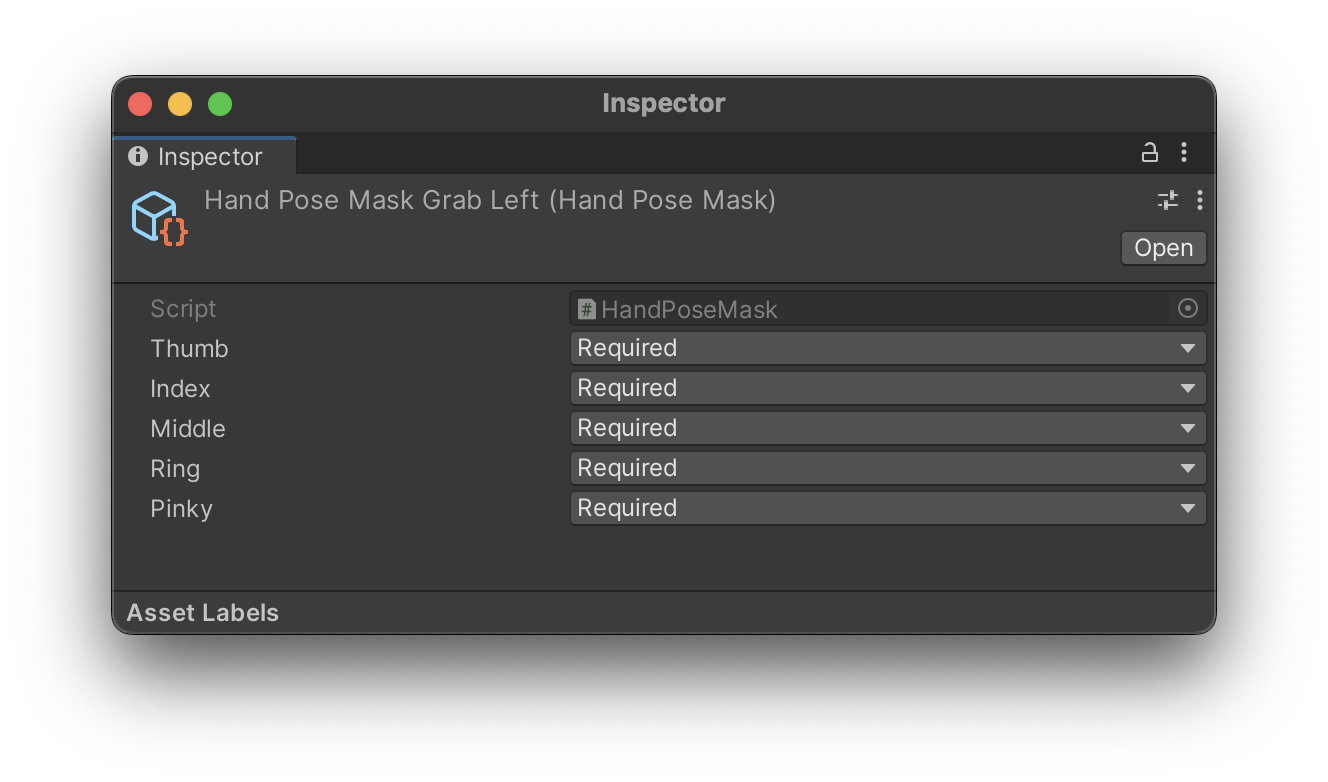 Inspector
Inspector
Hand Pose Mask Grab Left (Hand Pose Mask)
Open
Script # HandPoseMask
Thumb Required
Index Required
Middle Required
Ring Required
Pinky Required
Asset Labels